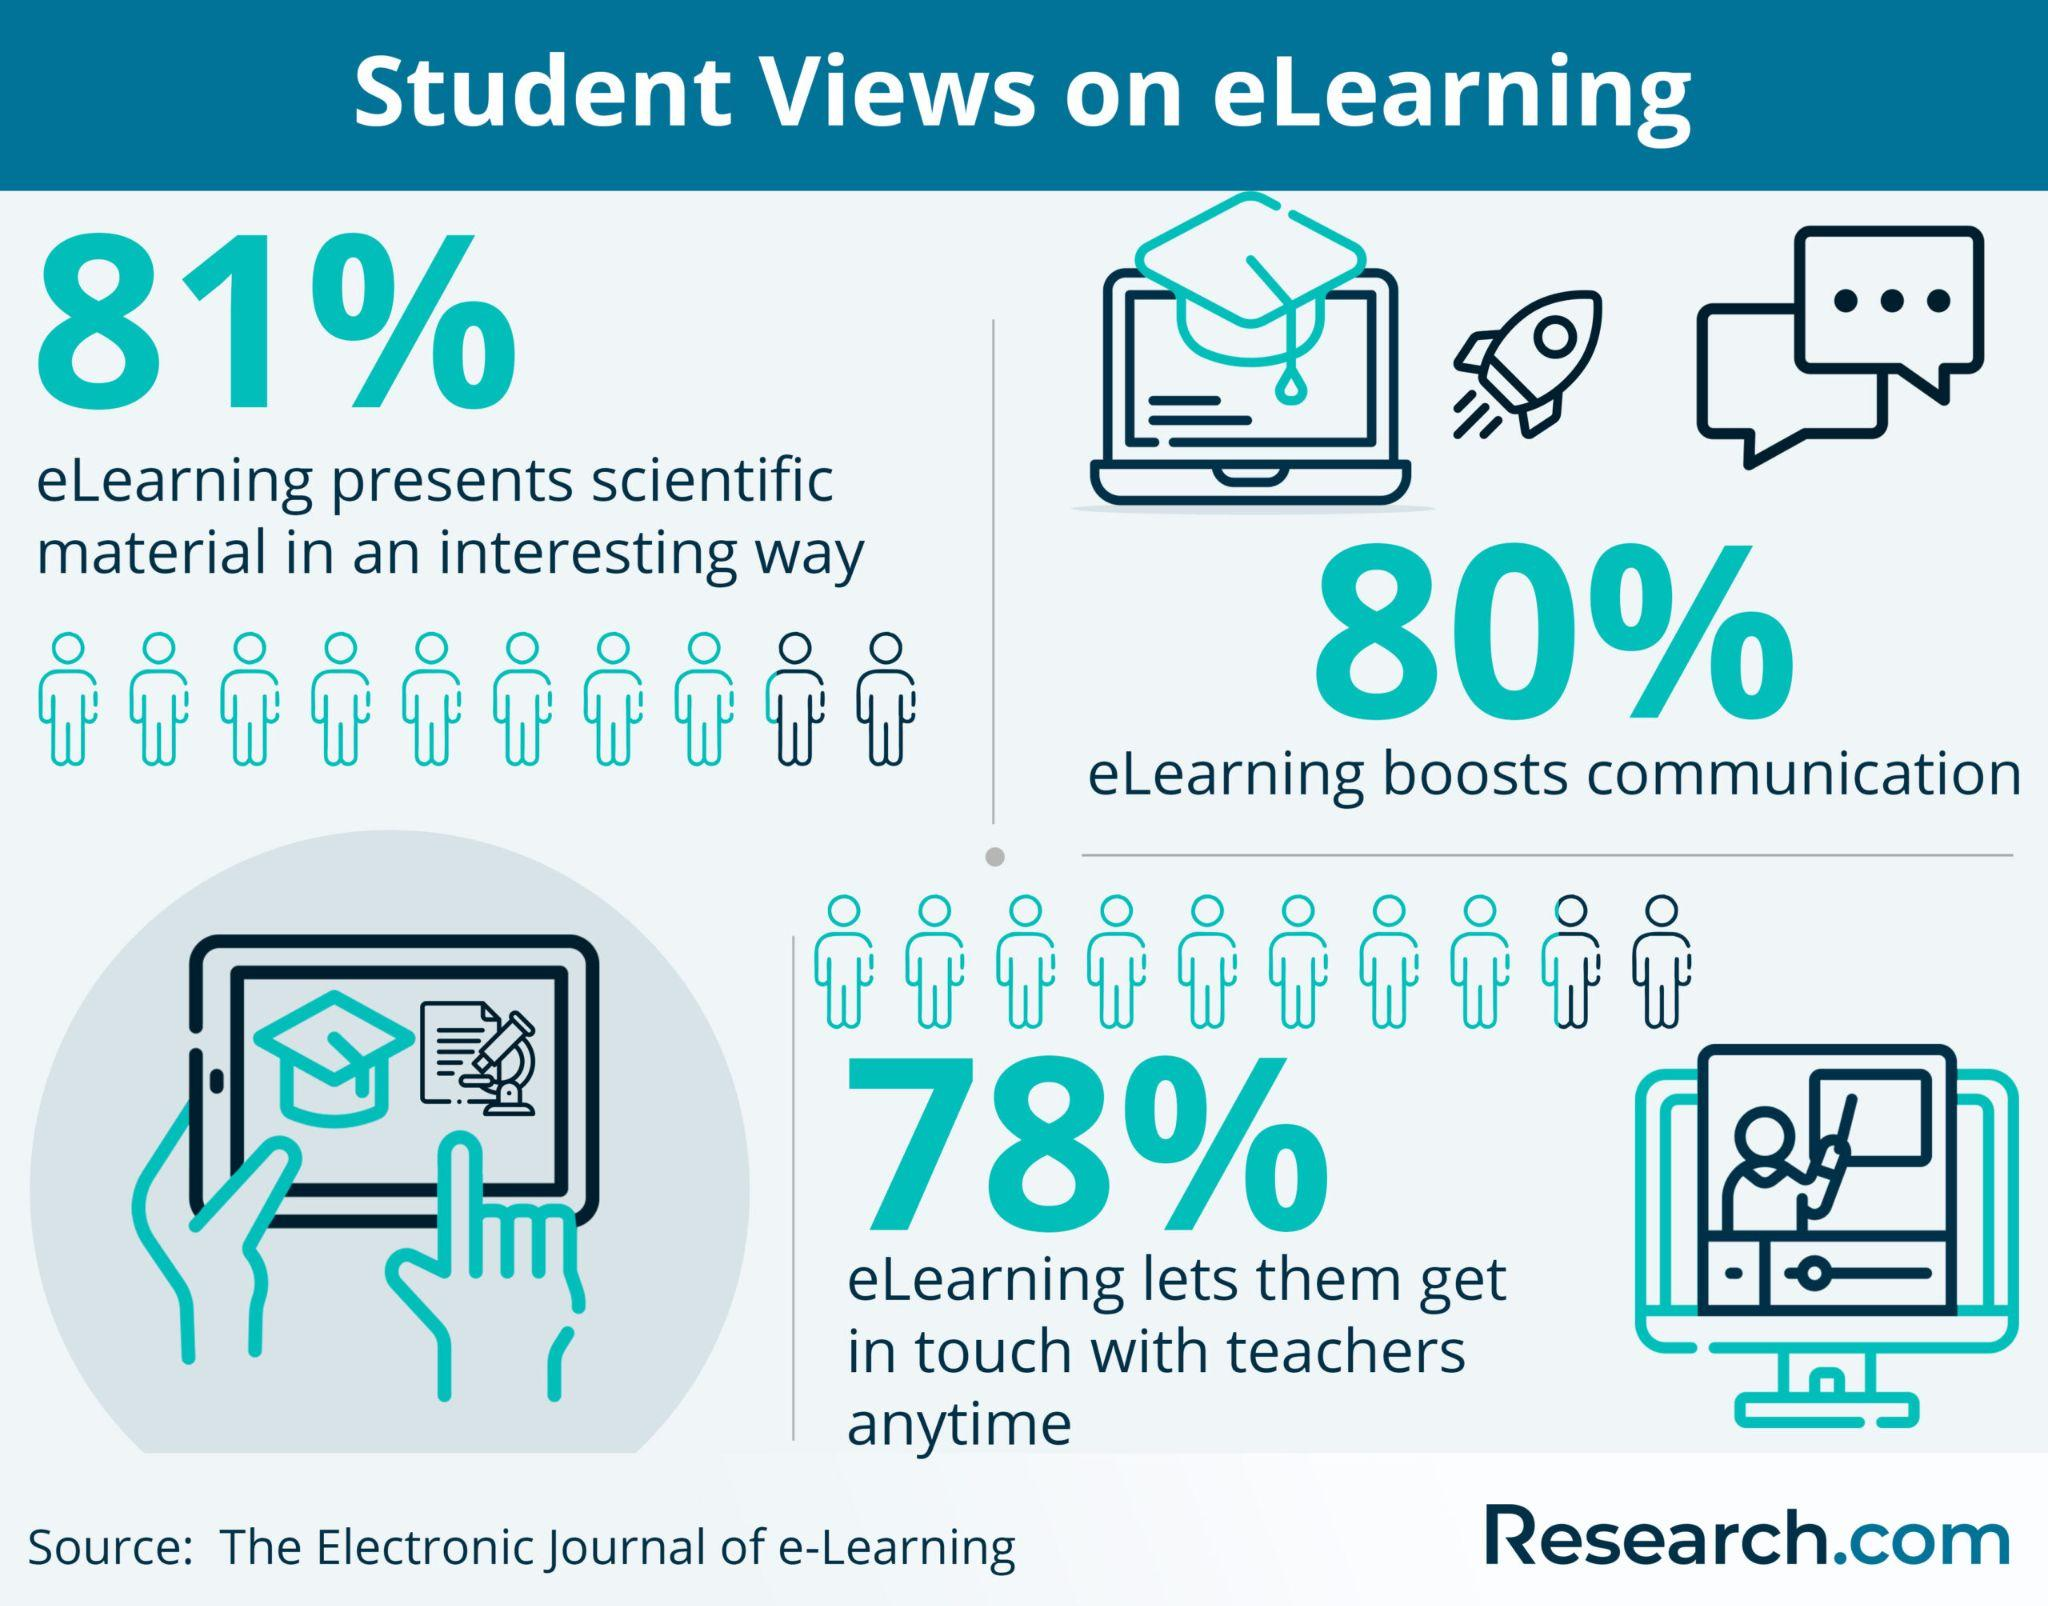 Student Views on eLearning
81%
eLearning presents scientific
material in an interesting way
80%
eLearning boosts communication
78%
eLearning lets them get
in touch with teachers
anytime
Source: The Electronic Journal of e-Learning
Research.com